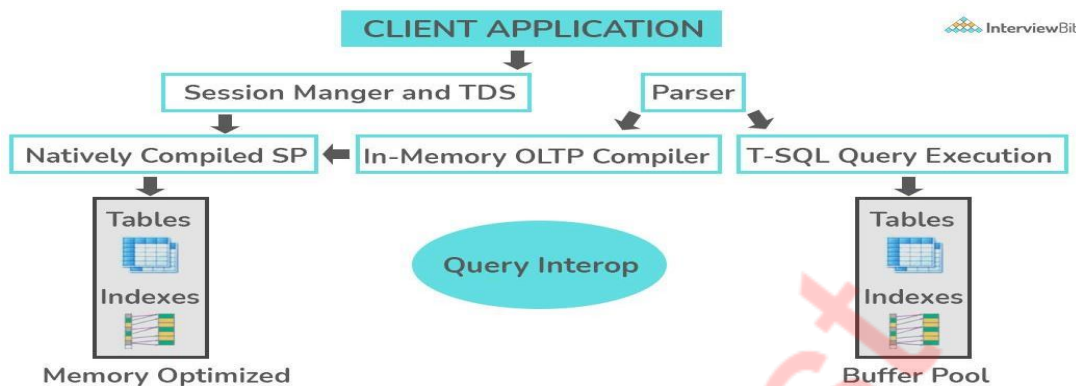 CLIENT APPLICATION
InterviewBit
Session Manger and TDS
Parser
Natively Compiled SP
In-Memory OLTP Compiler
T-SQL Query Execution
Tables
Tables
Query Interop
Indexes
Indexes
Memory Optimized
Buffer Pool